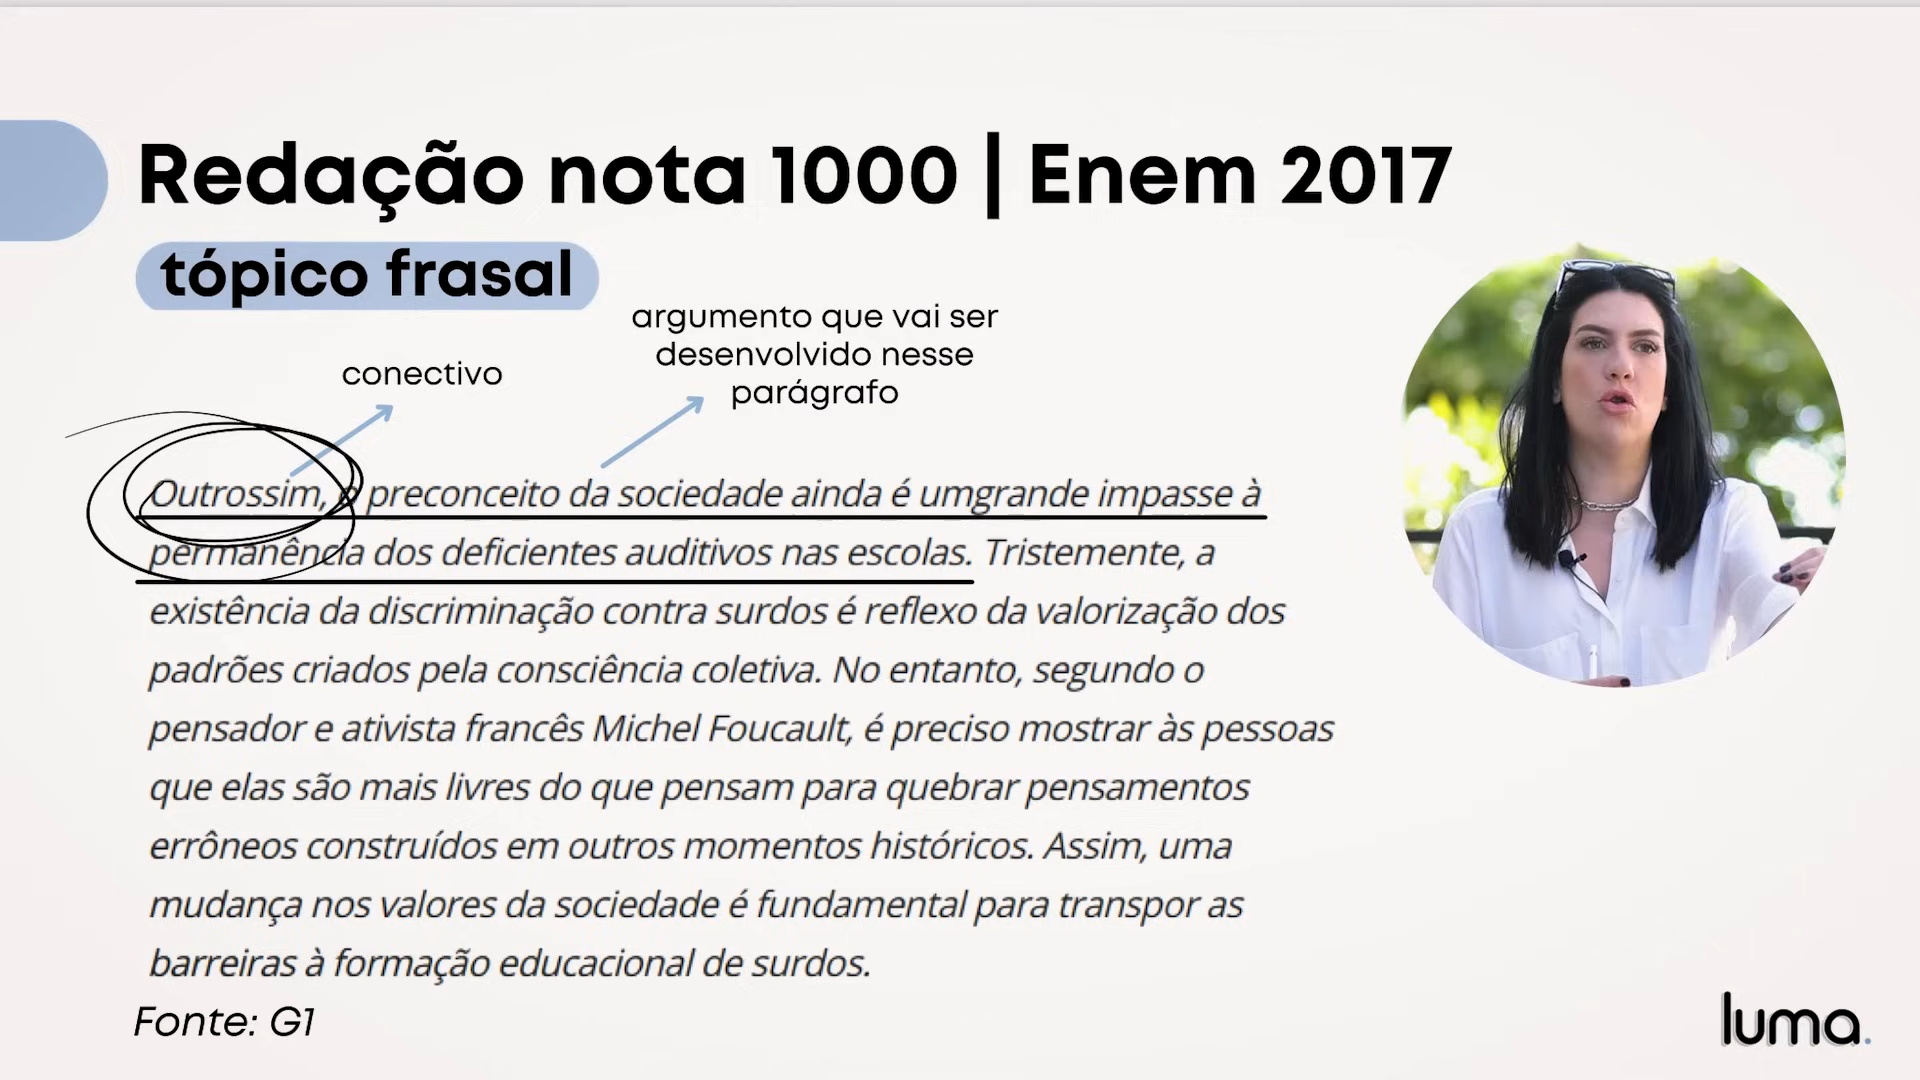 Redação nota 1000 | Enem 2017
tópico frasal
argumento que vai ser
desenvolvido nesse
parágrafo
conectivo
Outrossim, o preconceito da sociedade ainda é umgrande impasse à
permanência dos deficientes auditivos nas escolas. Tristemente, a
existência da discriminação contra surdos é reflexo da valorização dos
padrões criados pela consciência coletiva. No entanto, segundo o
pensador e ativista francês Michel Foucault, é preciso mostrar às pessoas
que elas são mais livres do que pensam para quebrar pensamentos
errôneos construídos em outros momentos históricos. Assim, uma
mudança nos valores da sociedade é fundamental para transpor as
barreiras à formação educacional de surdos.
Fonte: G1
luma.